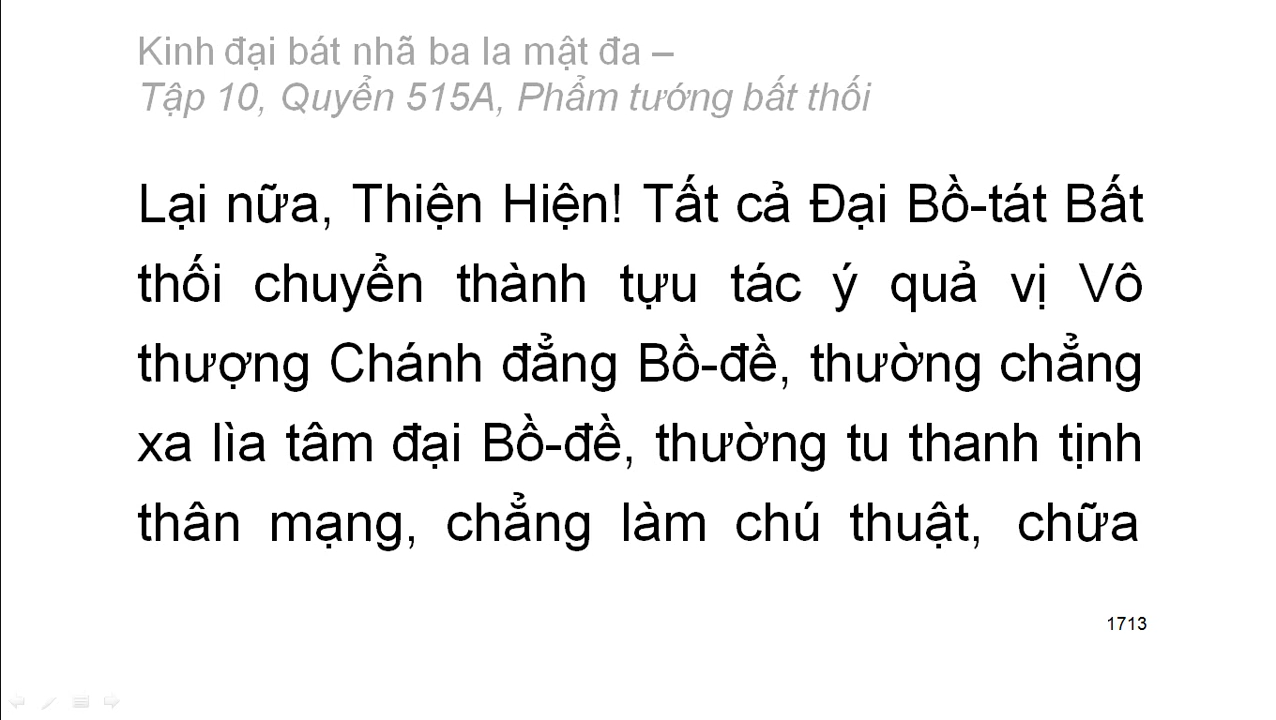 Kinh đại bát nhã ba la mật đa –
Tập 10, Quyển 515A, Phẩm tướng bất thối
Lại nữa, Thiện Hiện! Tất cả Đại Bồ-tát Bất
thối chuyển thành tựu tác ý quả vị Vô
thượng Chánh đẳng Bồ-đề, thường chẳng
xa lìa tâm đại Bồ-đề, thường tu thanh tịnh
thân mạng, chẳng làm chú thuật, chữa
1713